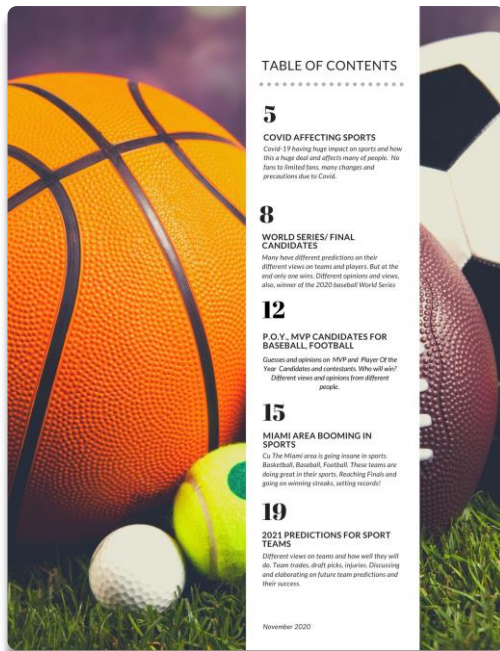 TABLE OF CONTENTS
5
COVID AFFECTING SPORTS
Covid-19 having huge impact on sports and how
this a huge deal and affects many of people. No
fans to limited fans, many changes and
precautions due to Covid.
8
WORLD SERIES/ FINAL
CANDIDATES
Many have different predictions on their
different views on teams and players. But at the
end only one wins. Different opinions and views,
also, winner of the 2020 baseball World Series
12
P.O.Y., MVP CANDIDATES FOR
BASEBALL, FOOTBALL
Guesses and opinions on MVP and Player Of the
Year Candidates and contestants. Who will win?
Different views and opinions from different
people.
15
MIAMI AREA BOOMING IN
SPORTS
Cu The Miami area is going insane in sports.
Basketball, Baseball, Football. These teams are
doing great in their sports. Reaching Finals and
going on winning streaks, setting records!
19
2021 PREDICTIONS FOR SPORT
TEAMS
Different views on teams and how well they will
do. Team trades, draft picks, injuries. Discussing
and elaborating on future team predictions and
their success.
November 2020